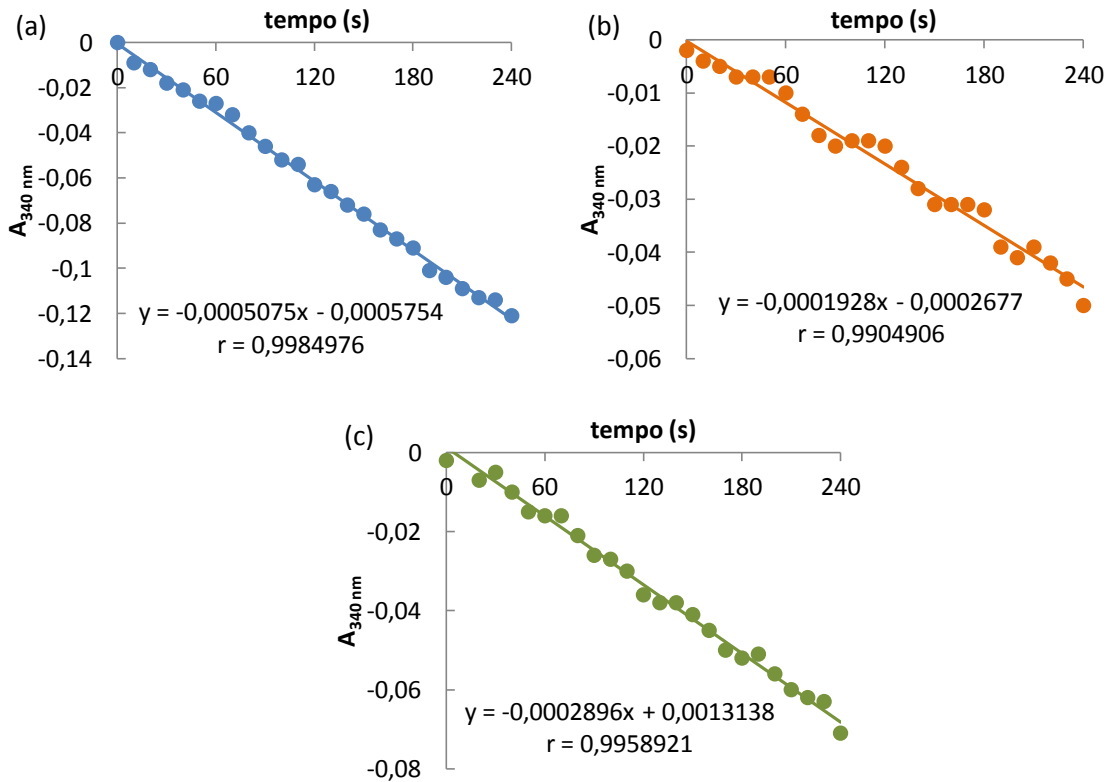 (a)
tempo (s)
0
-0,02
-0,04
-0,06
-0,08
-0,1
-0,12
-0,14
0 60 120 180 240
A340 nm
y = -0,0005075x - 0,0005754
r = 0,9984976
(b)
tempo (s)
0
-0,01
-0,02
-0,03
-0,04
-0,05
-0,06
0 60 120 180 240
A340 nm
y = -0,0001928x - 0,0002677
r = 0,9904906
(c)
tempo (s)
0
-0,02
-0,04
-0,06
-0,08
0 60 120 180 240
A340 nm
y = -0,0002896x + 0,0013138
r = 0,9958921